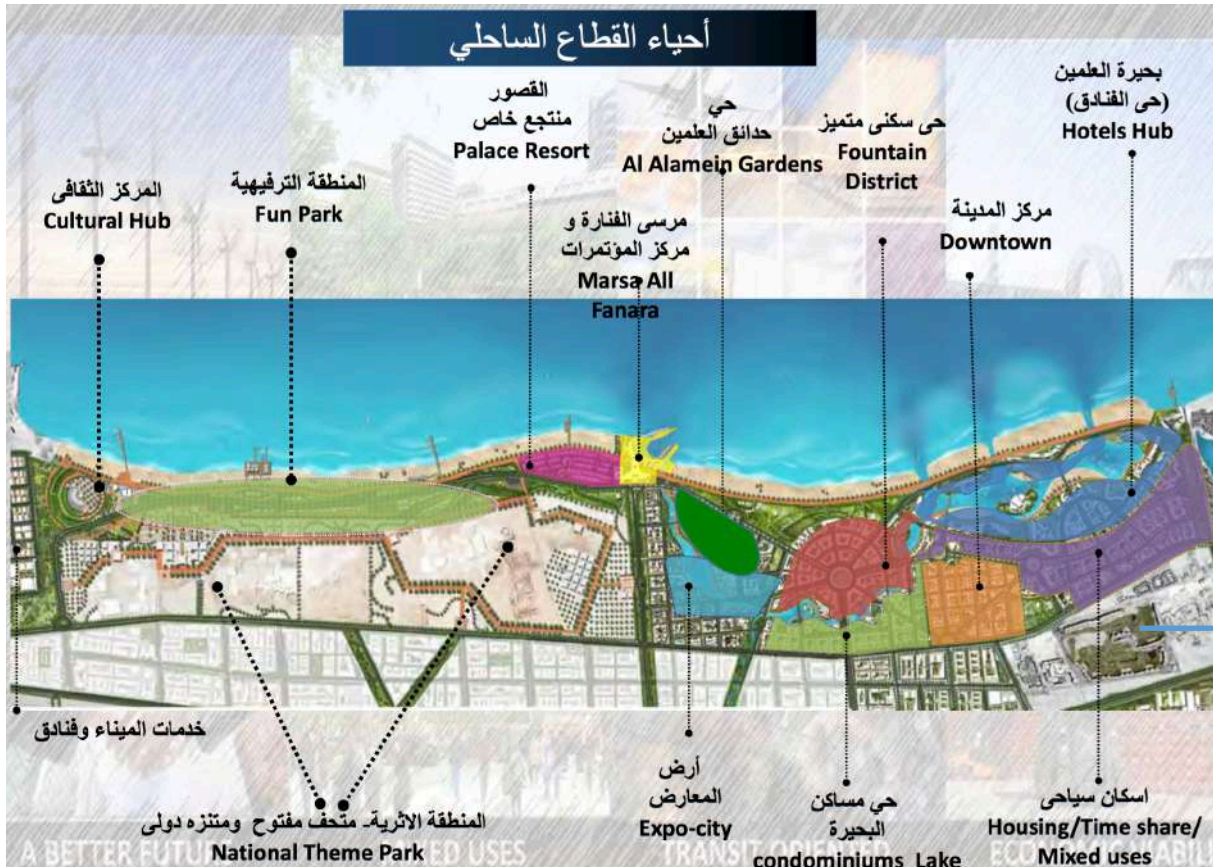 أحياء القطاع الساحلي
بحيرة العلمين
(حى الفنادق)
Hotels Hub
حى سكنى متميز
Fountain
District
مركز المدينة
Downtown
حي
حدائق العلمين
Al Alamein Gardens
القصور
منتجع خاص
Palace Resort
مرسى الفنارة و
مركز المؤتمرات
Marsa All
Fanara
المنطقة الترفيهية
Fun Park
المركز الثقافى
Cultural Hub
خدمات الميناء وفنادق
المنطقة الاثرية- متحف مفتوح ومتنزه دولى
National Theme Park
أرض
المعارض
Expo-city
حي مساكن
البحيرة
condominiums Lake
اسكان سياحى
Housing/Time share/
Mixed uses
A BETTER FUTU ED USES TRANSIT ORIENTED ECONOMIC ABILI